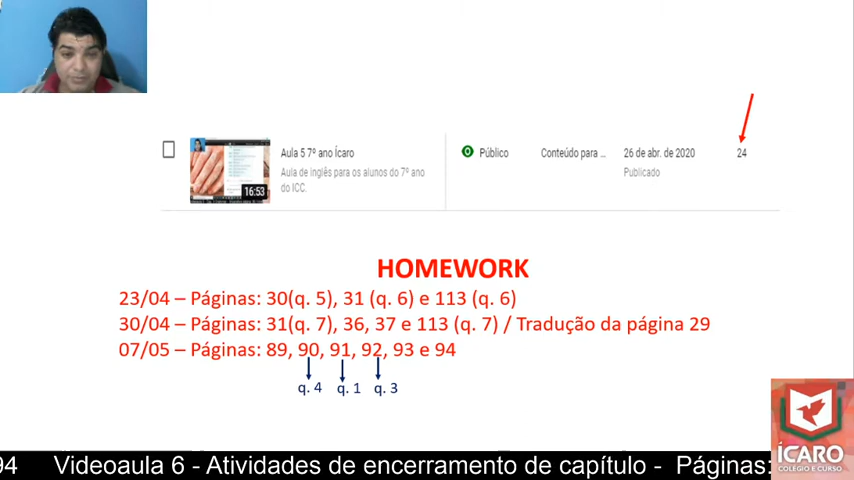 Aula 5 7º ano Ícaro
Aula de inglês para os alunos do 7º ano
do ICC.
16:53
Público
Conteúdo para ...
26 de abr. de 2020
Publicado
24
HOMEWORK
23/04 – Páginas: 30(q. 5), 31 (q. 6) e 113 (q. 6)
30/04 – Páginas: 31(q. 7), 36, 37 e 113 (q. 7) / Tradução da página 29
07/05 – Páginas: 89, 90, 91, 92, 93 e 94
q. 4 q. 1 q. 3
94 Videoaula 6 - Atividades de encerramento de capítulo - Páginas:
ÍCARO
COLÉGIO E CURSO